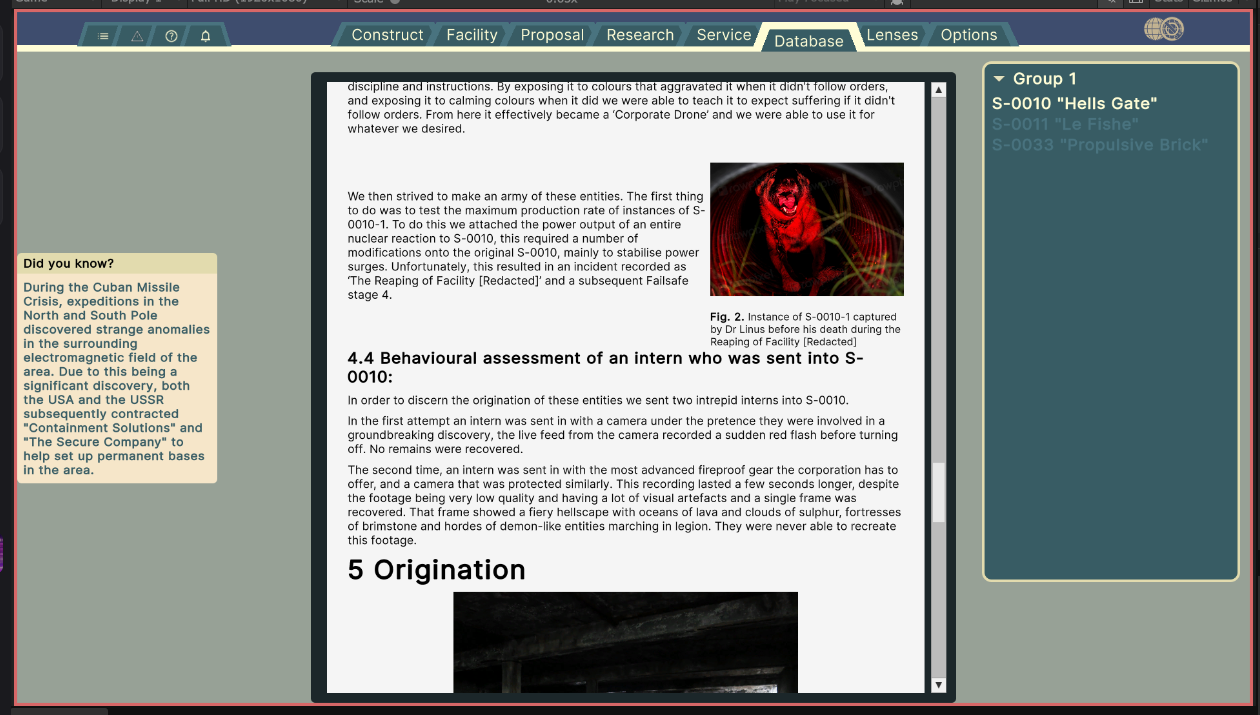 Display 1
Scale
Stats
Construct
Facility
Proposal
Research
Service
Database
Lenses
Options
Group 1
S-0010 "Hells Gate"
S-0011 "Le Fishe"
S-0033 "Propulsive Brick"
Did you know?
During the Cuban Missile
Crisis, expeditions in the
North and South Pole
discovered strange anomalies
in the surrounding
electromagnetic field of the
area. Due to this being a
significant discovery, both
the USA and the USSR
subsequently contracted
"Containment Solutions" and
"The Secure Company" to
help set up permanent bases
in the area.
discipline and instructions. By exposing it to colours that aggravated it when it didn't follow orders,
and exposing it to calming colours when it did we were able to teach it to expect suffering if it didn't
follow orders. From here it effectively became a 'Corporate Drone' and we were able to use it for
whatever we desired.
We then strived to make an army of these entities. The first thing
to do was to test the maximum production rate of instances of S-
0010-1. To do this we attached the power output of an entire
nuclear reaction to S-0010, this required a number of
modifications onto the original S-0010, mainly to stabilise power
surges. Unfortunately, this resulted in an incident recorded as
'The Reaping of Facility [Redacted]' and a subsequent Failsafe
stage 4.
Fig. 2. Instance of S-0010-1 captured
by Dr Linus before his death during the
Reaping of Facility [Redacted]
4.4 Behavioural assessment of an intern who was sent into S-
0010:
In order to discern the origination of these entities we sent two intrepid interns into S-0010.
In the first attempt an intern was sent in with a camera under the pretence they were involved in a
groundbreaking discovery, the live feed from the camera recorded a sudden red flash before turning
off. No remains were recovered.
The second time, an intern was sent in with the most advanced fireproof gear the corporation has to
offer, and a camera that was protected similarly. This recording lasted a few seconds longer, despite
the footage being very low quality and having a lot of visual artefacts and a single frame was
recovered. That frame showed a fiery hellscape with oceans of lava and clouds of sulphur, fortresses
of brimstone and hordes of demon-like entities marching in legion. They were never able to recreate
this footage.
5 Origination